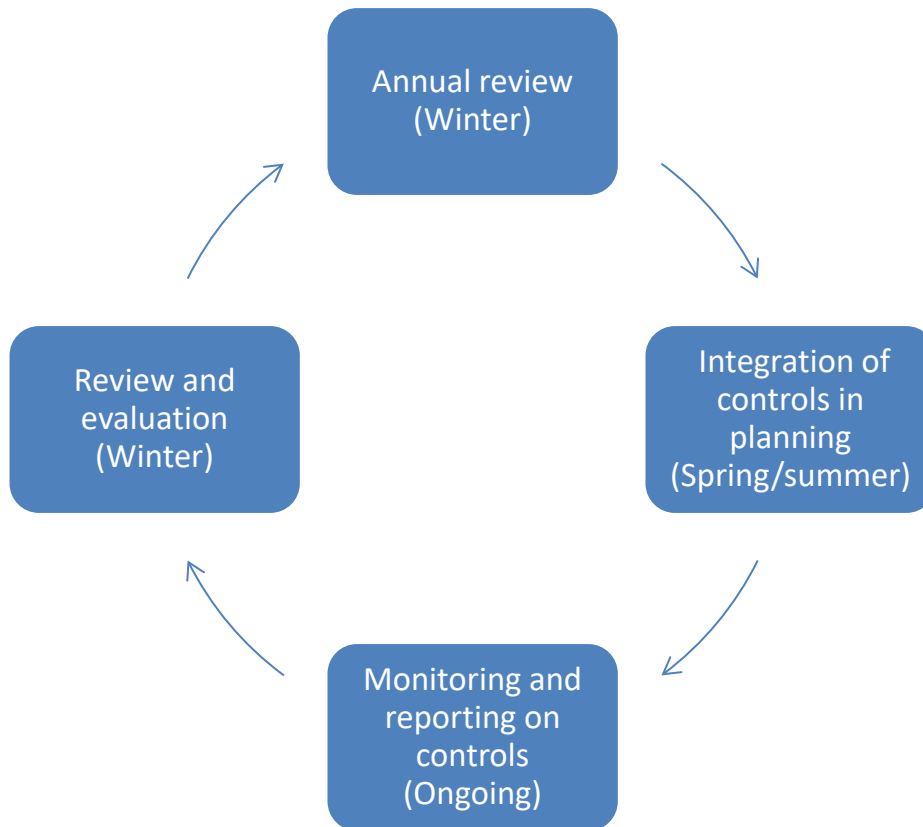 Annual review
(Winter)
Integration of
controls in
planning
(Spring/summer)
Monitoring and
reporting on
controls
(Ongoing)
Review and
evaluation
(Winter)